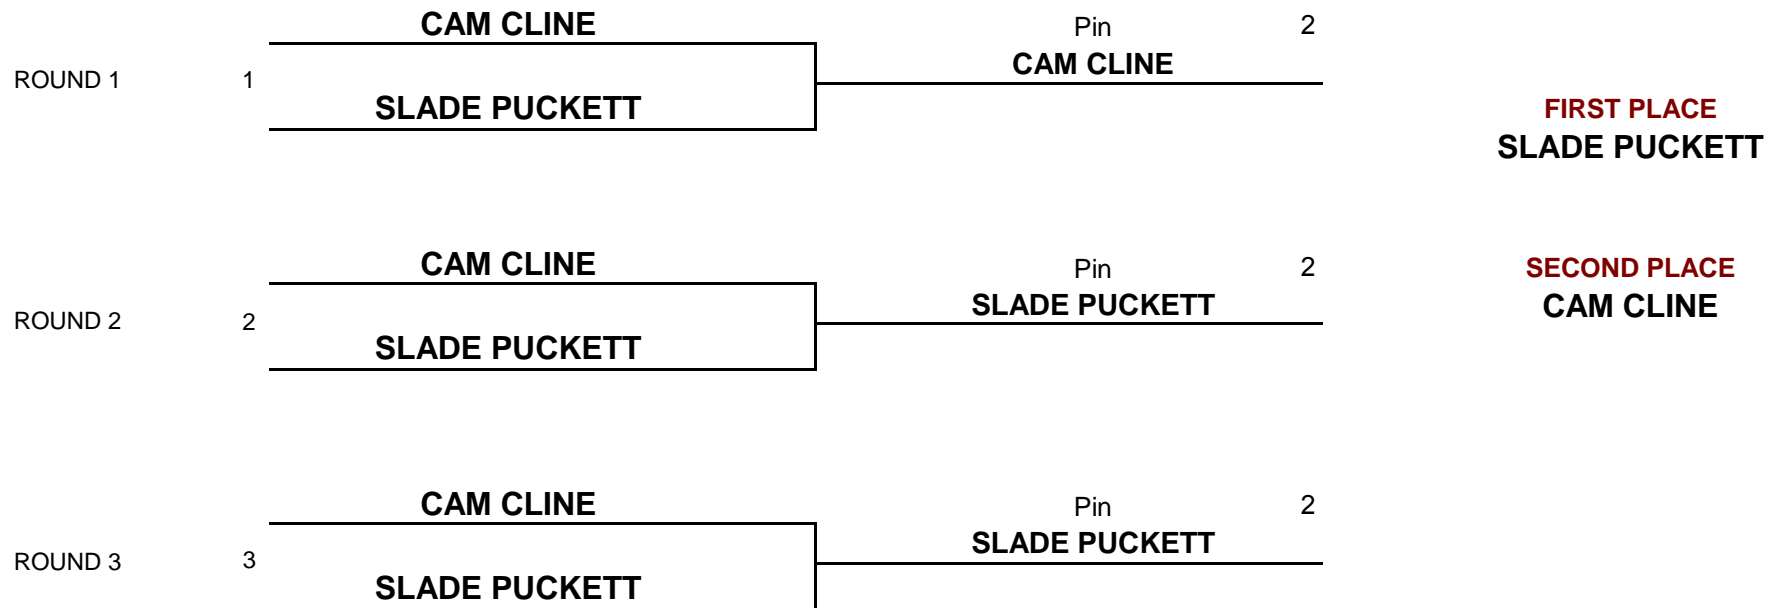 CAM CLINE
Pin 2
CAM CLINE
ROUND 1 1
SLADE PUCKETT
FIRST PLACE
SLADE PUCKETT
CAM CLINE
Pin 2
SLADE PUCKETT
ROUND 2 2
SLADE PUCKETT
SECOND PLACE
CAM CLINE
CAM CLINE
Pin 2
SLADE PUCKETT
ROUND 3 3
SLADE PUCKETT